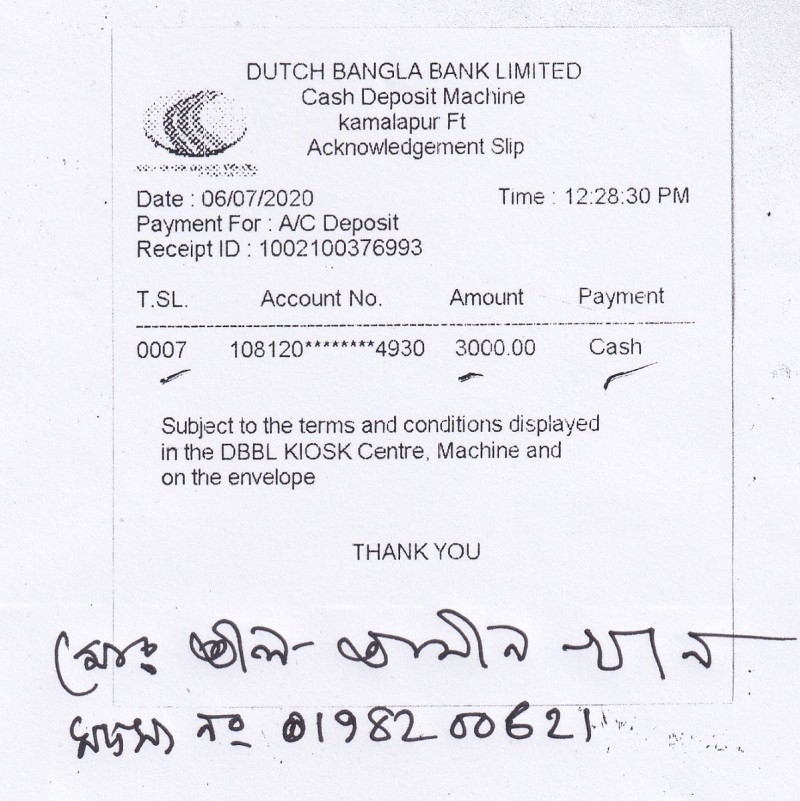 DUTCH BANGLA BANK LIMITED
Cash Deposit Machine
kamalapur Ft
Acknowledgement Slip
Date : 06/07/2020 Time : 12:28:30 PM
Payment For : A/C Deposit
Receipt ID : 1002100376993
T.SL. Account No. Amount Payment
0007 108120********4930 3000.00 Cash
Subject to the terms and conditions displayed
in the DBBL KIOSK Centre, Machine and
on the envelope
THANK YOU
মোঃ আল আমীন খান
নং 0198200621